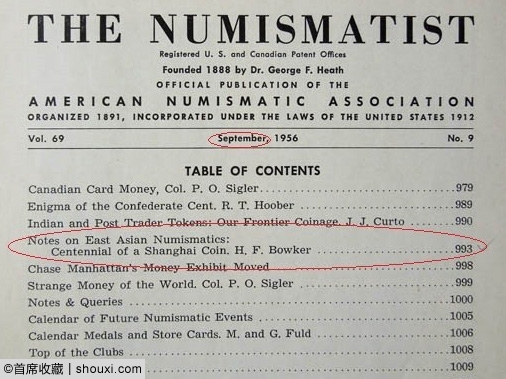 THE NUMISMATIST
Registered U. S. and Canadian Patent Offices
Founded 1888 by Dr. George F. Heath
OFFICIAL PUBLICATION OF THE
AMERICAN NUMISMATIC ASSOCIATION
ORGANIZED 1891, INCORPORATED UNDER THE LAWS OF THE UNITED STATES 1912
Vol. 69 September, 1956 No. 9
TABLE OF CONTENTS
Canadian Card Money, Col. P. O. Sigler 979
Enigma of the Confederate Cent. R. T. Hoober 989
Indian and Post Trader Tokens: Our Frontier Coinage. J. J. Curto 990
Notes on East Asian Numismatics:
Centennial of a Shanghai Coin. H. F. Bowker 993
Chase Manhattan's Money Exhibit Moved 998
Strange Money of the World. Col. P. O. Sigler 999
Notes & Queries 1000
Calendar of Future Numismatic Events 1005
Calendar Medals and Store Cards. M. and G. Fuld 1006
Top of the Clubs 1008
1009
©首席收藏 | shouxi.com